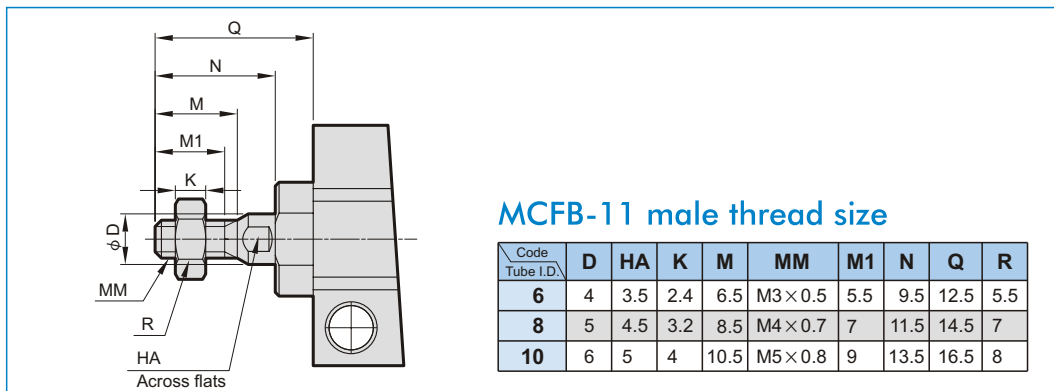 Q
N
M
M1
K
φD
MM
R
HA
Across flats
MCFB-11 male thread size
Code Tube I.D. D HA K M MM M1 N Q R
6 4 3.5 2.4 6.5 M3×0.5 5.5 9.5 12.5 5.5
8 5 4.5 3.2 8.5 M4×0.7 7 11.5 14.5 7
10 6 5 4 10.5 M5×0.8 9 13.5 16.5 8